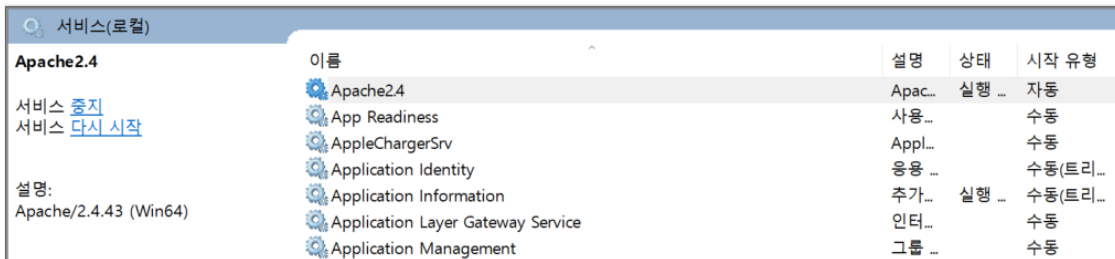 서비스(로컬)
Apache2.4
서비스 중지
서비스 다시 시작
설명:
Apache/2.4.43 (Win64)
이름 설명 상태 시작 유형
Apache2.4 Apac... 실행 ... 자동
App Readiness 사용... 수동
AppleChargerSrv Appl... 수동
Application Identity 응용 ... 수동(트리...
Application Information 추가... 실행 ... 수동(트리...
Application Layer Gateway Service 인터... 수동
Application Management 그룹 ... 수동